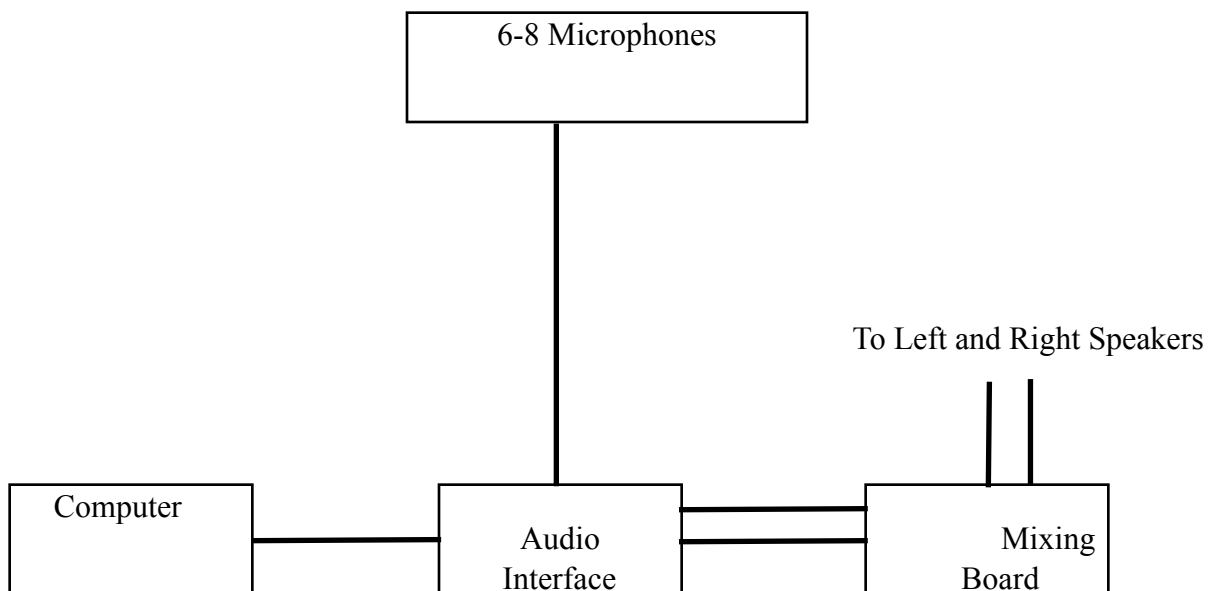 6-8 Microphones
To Left and Right Speakers
Computer
Audio
Interface
Mixing
Board